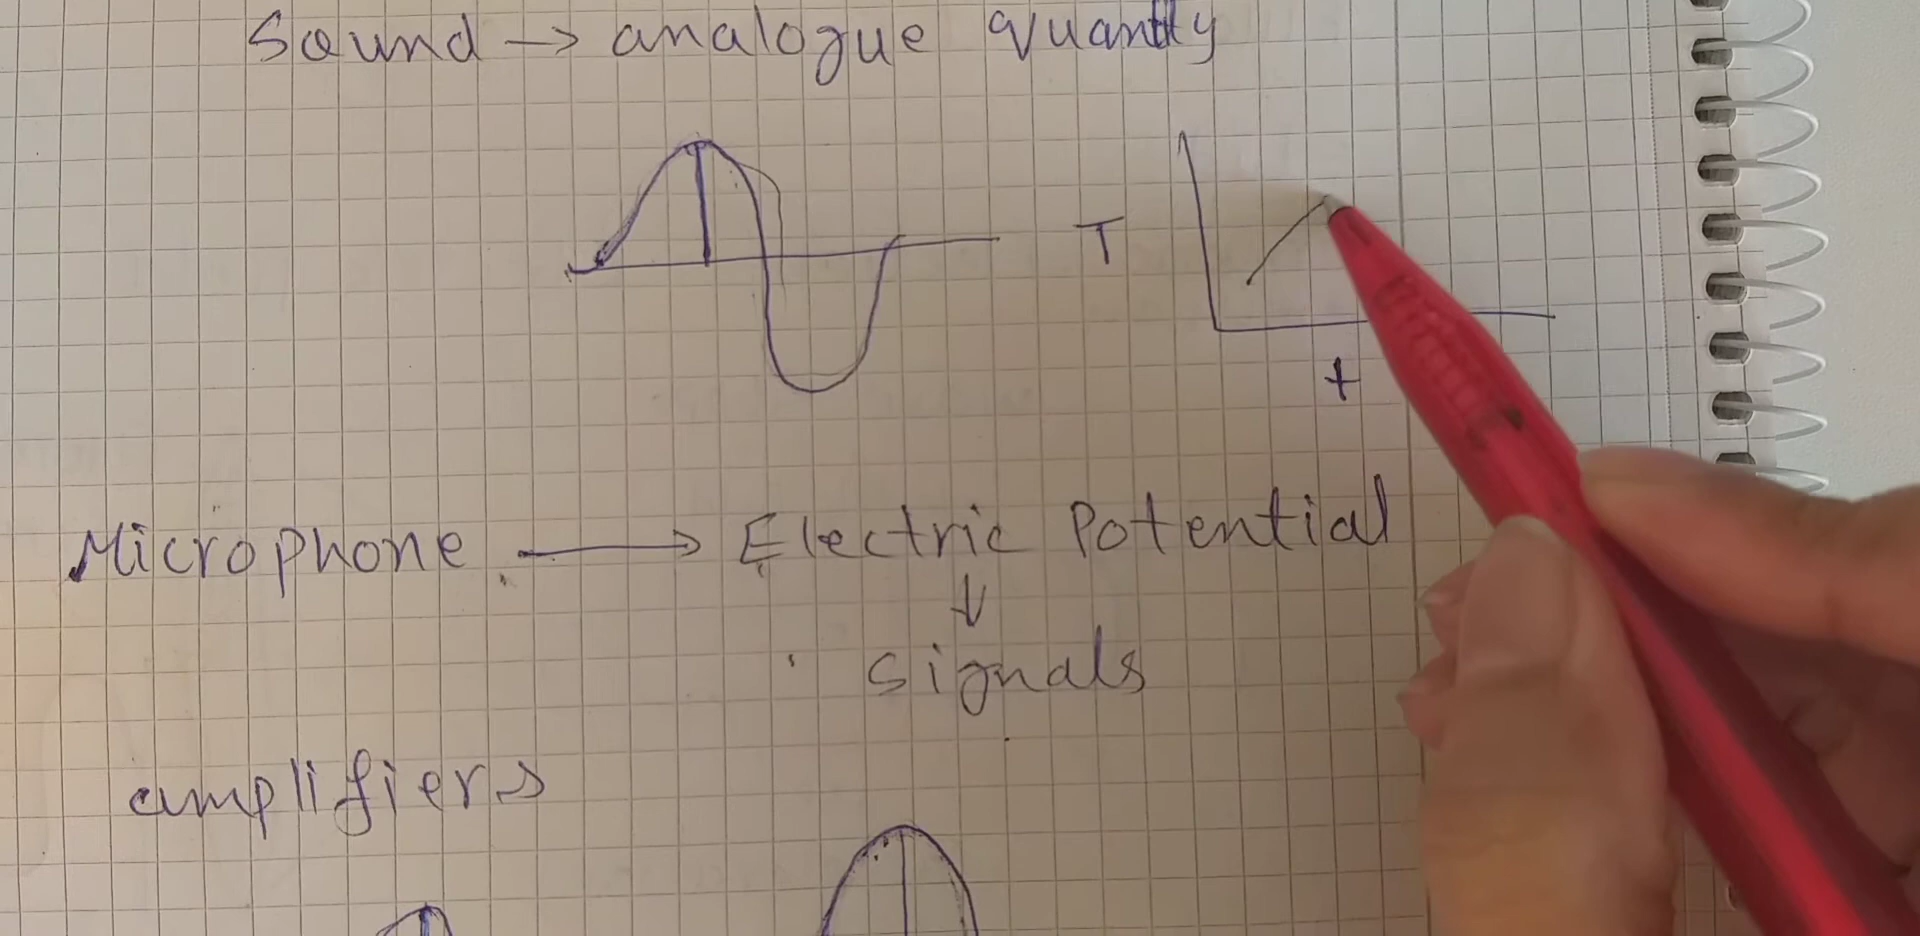 Sound → analogue quantity
T
t
Microphone → Electric Potential
↓
signals
amplifiers